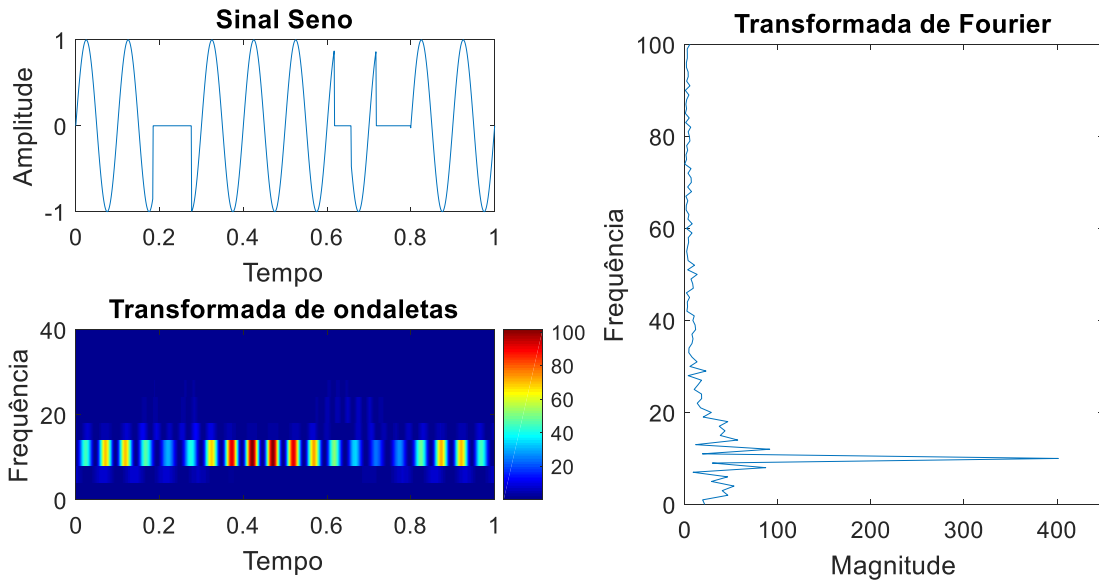 Sinal Seno
1
0
-1
Amplitude
0 0.2 0.4 0.6 0.8 1
Tempo
Transformada de ondaletas
40
20
0
Frequência
0 0.2 0.4 0.6 0.8 1
Tempo
100
80
60
40
20
Transformada de Fourier
100
80
60
40
20
0
Frequência
0 100 200 300 400
Magnitude